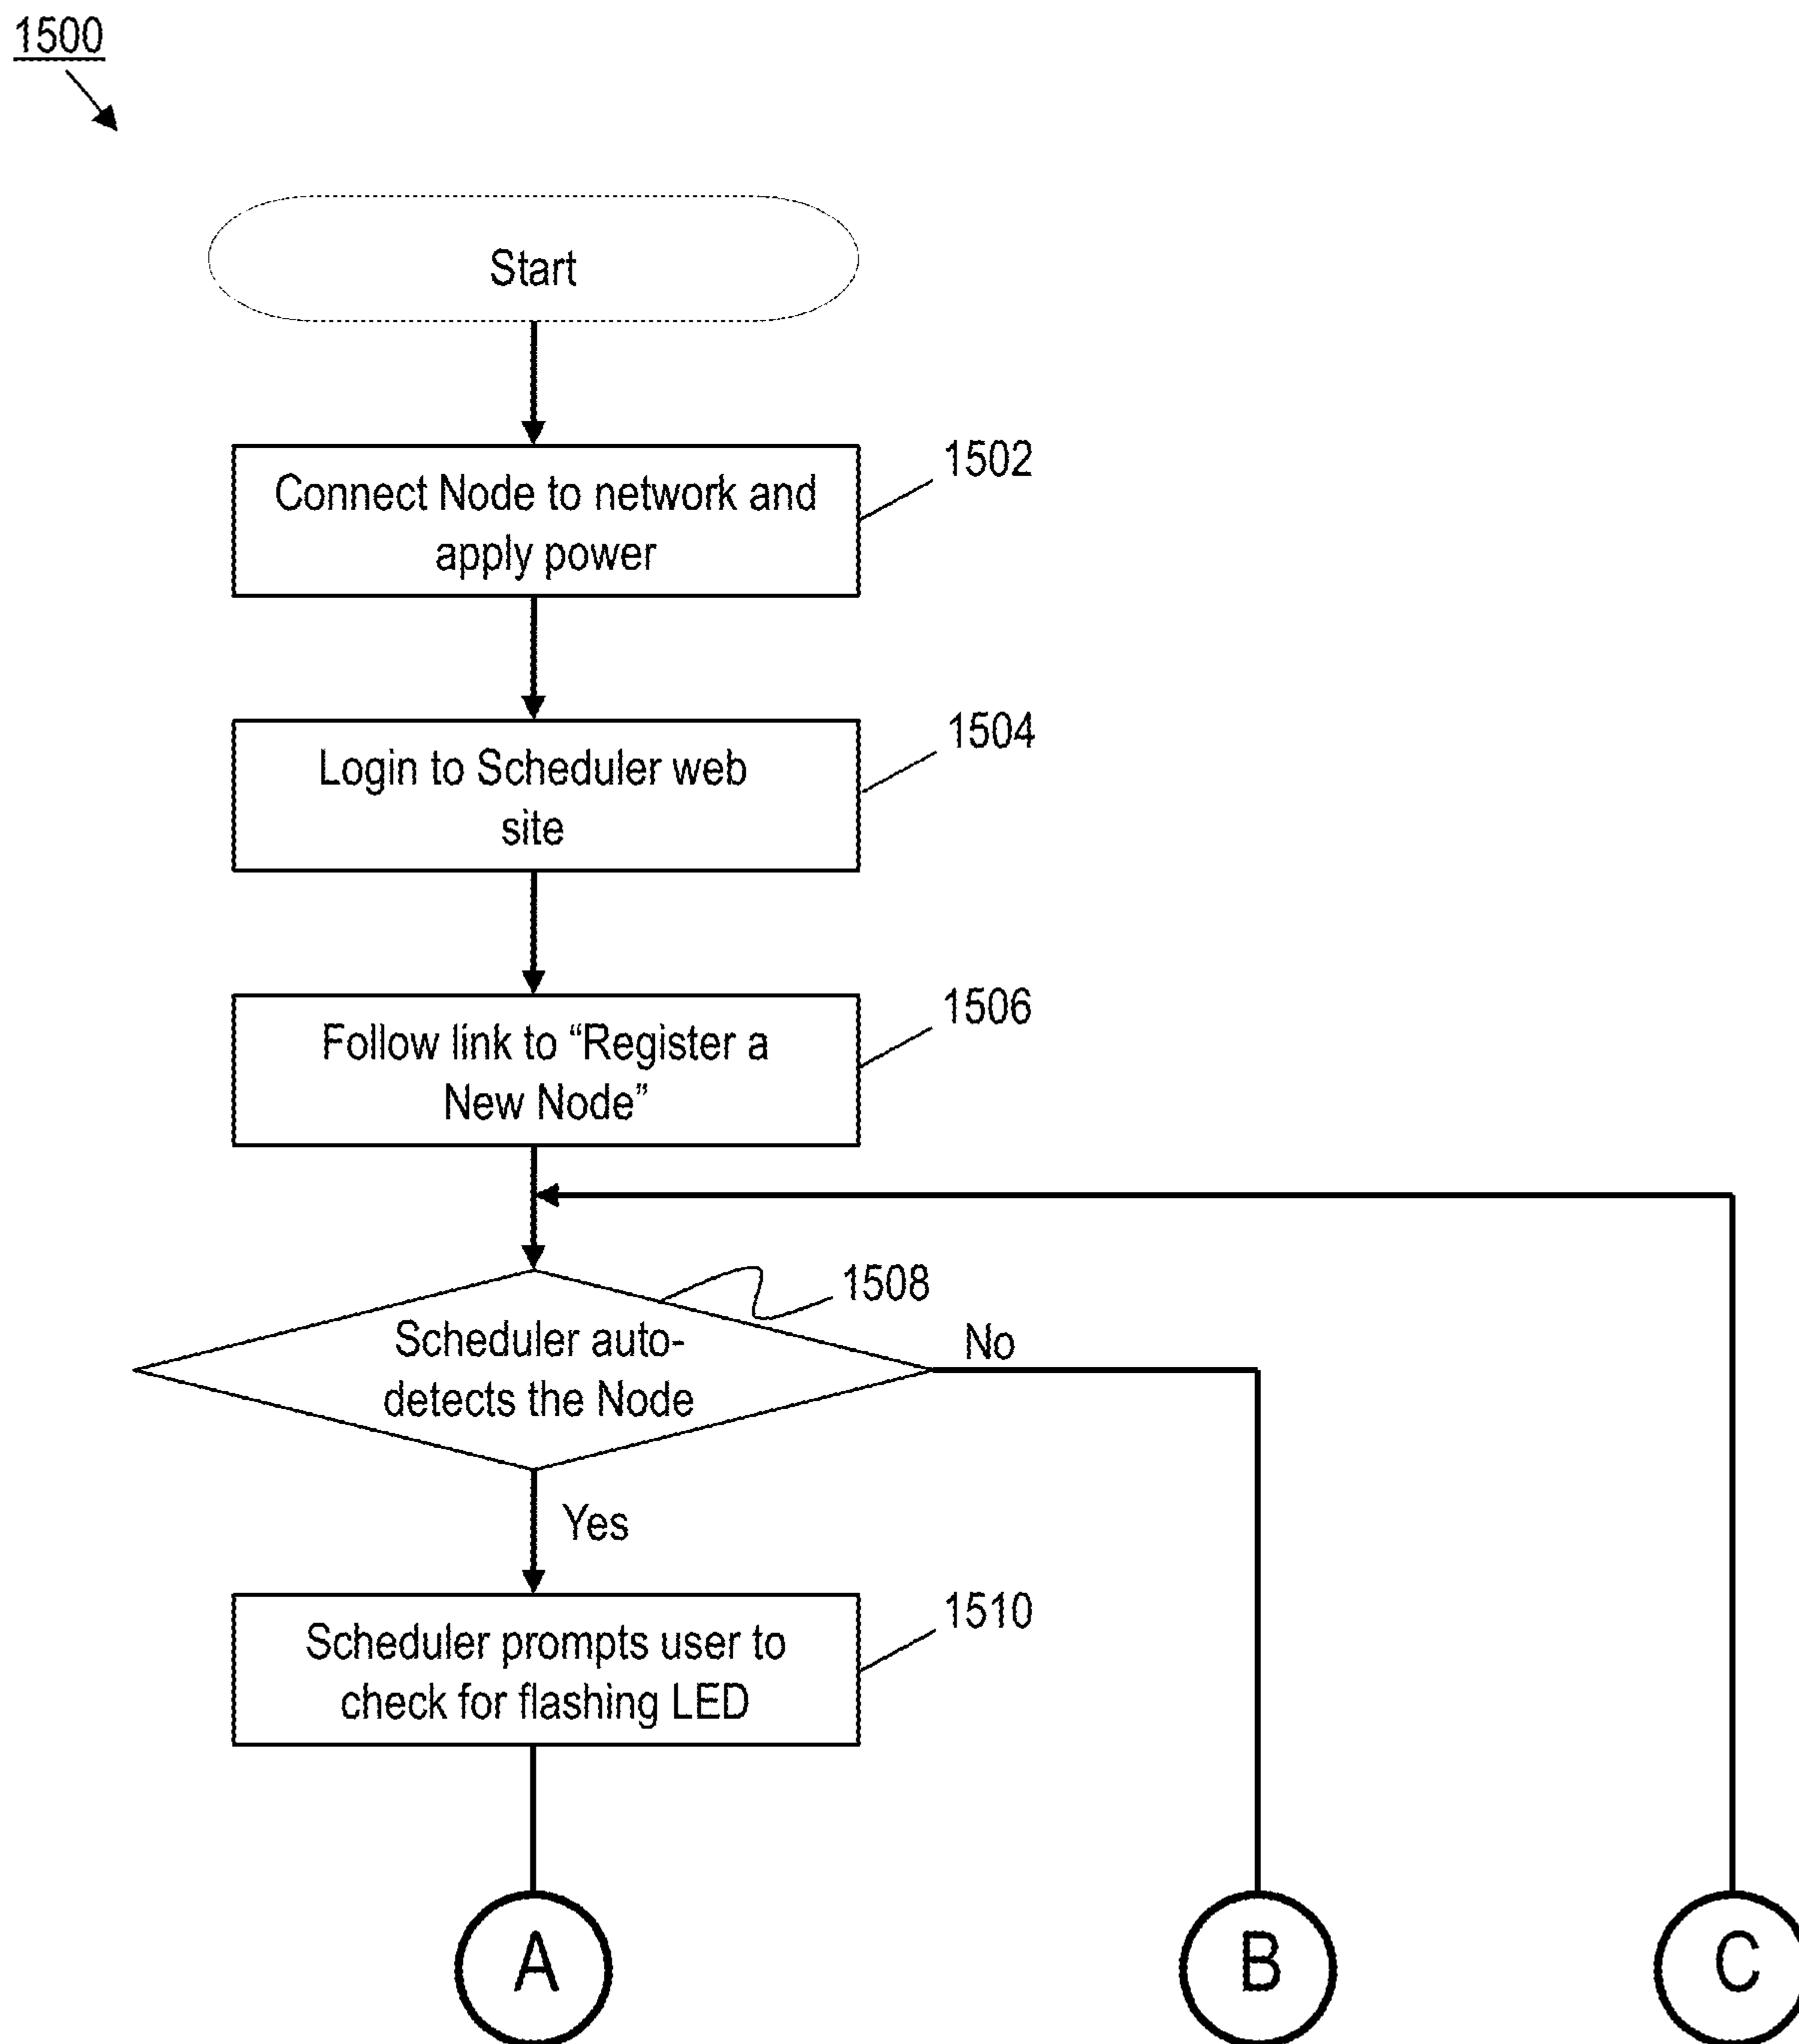 1500
Start
1502
Connect Node to network and
apply power
1504
Login to Scheduler web
site
1506
Follow link to “Register a
New Node”
1508
Scheduler auto-
detects the Node
No
Yes
1510
Scheduler prompts user to
check for flashing LED
A
B
C